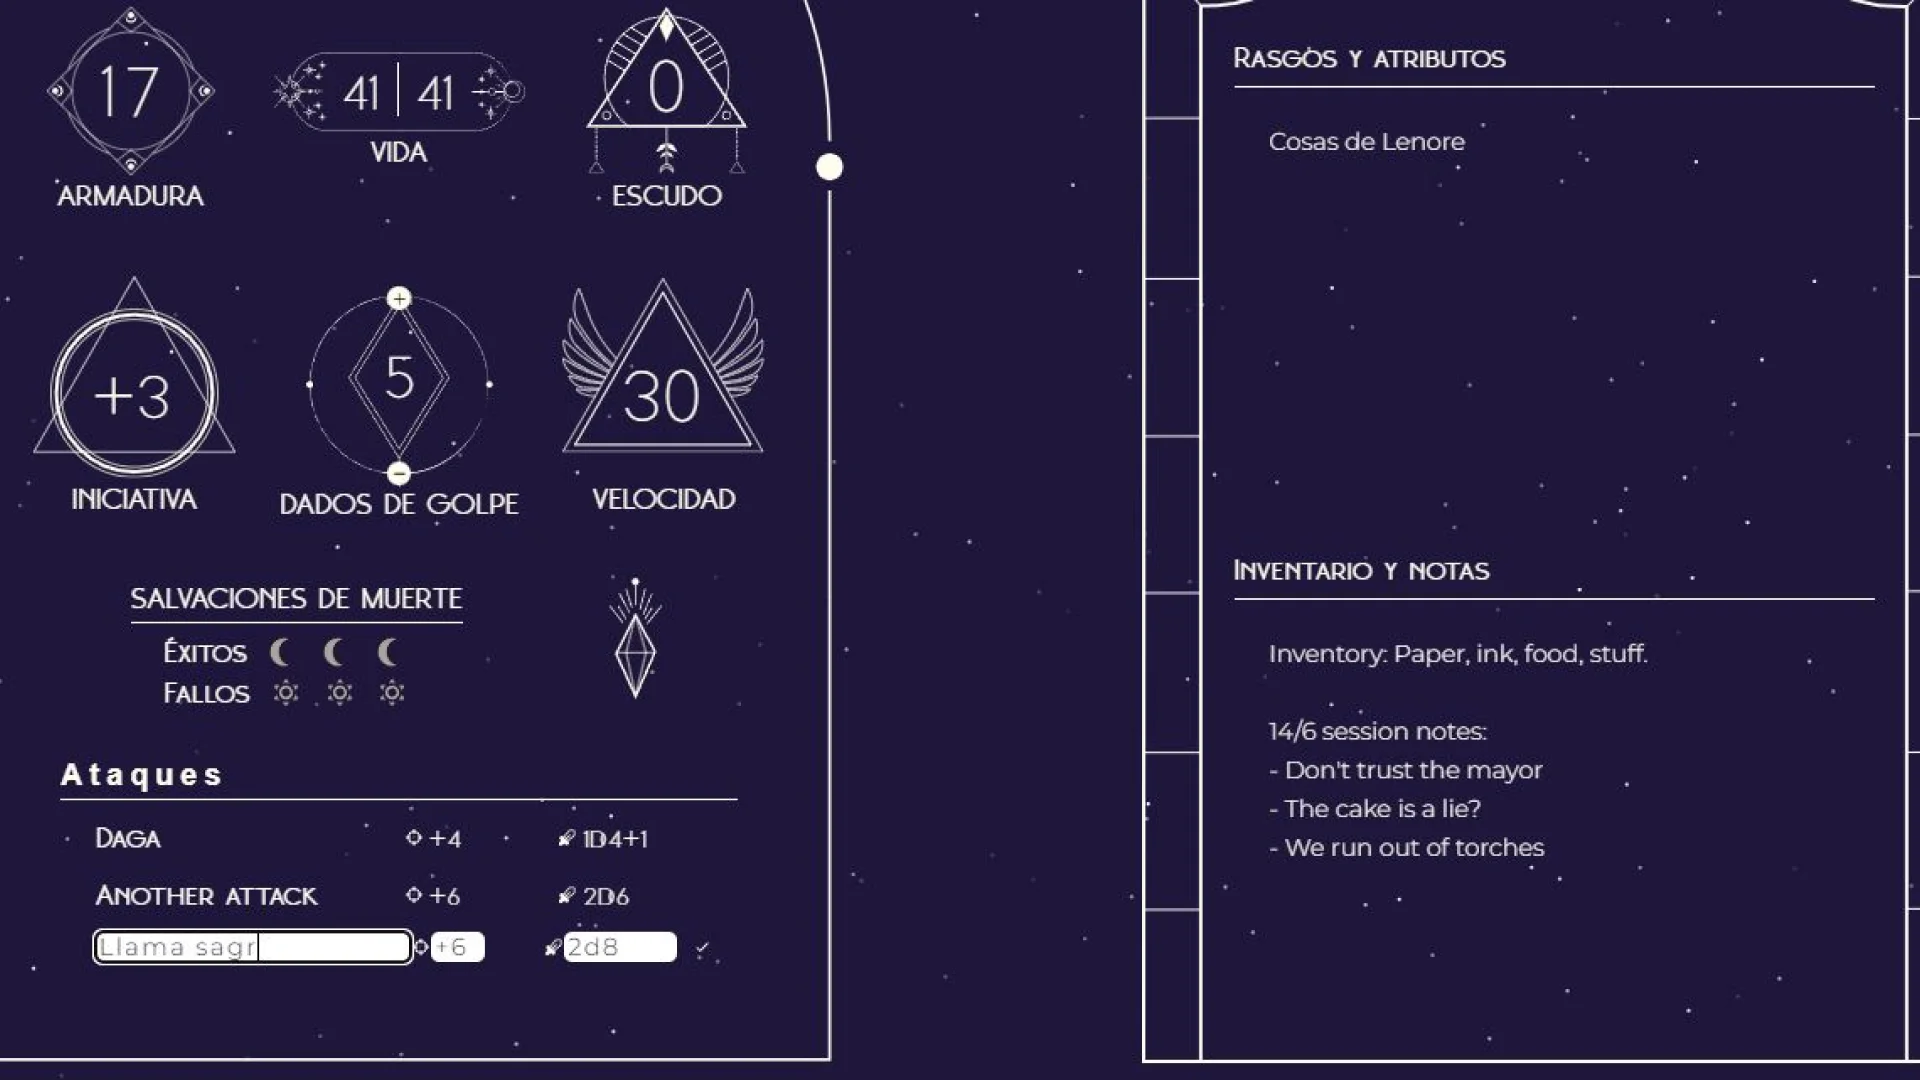 17
41 | 41
0
VIDA
ARMADURA
ESCUDO
+3
5
30
INICIATIVA
DADOS DE GOLPE
VELOCIDAD
SALVACIONES DE MUERTE
ÉXITOS
FALLOS
Ataques
DAGA +4 1D4+1
ANOTHER ATTACK +6 2D6
Llama sagr +6 2d8
RASGOS Y ATRIBUTOS
Cosas de Lenore
INVENTARIO Y NOTAS
Inventory: Paper, ink, food, stuff.
14/6 session notes:
- Don't trust the mayor
- The cake is a lie?
- We run out of torches